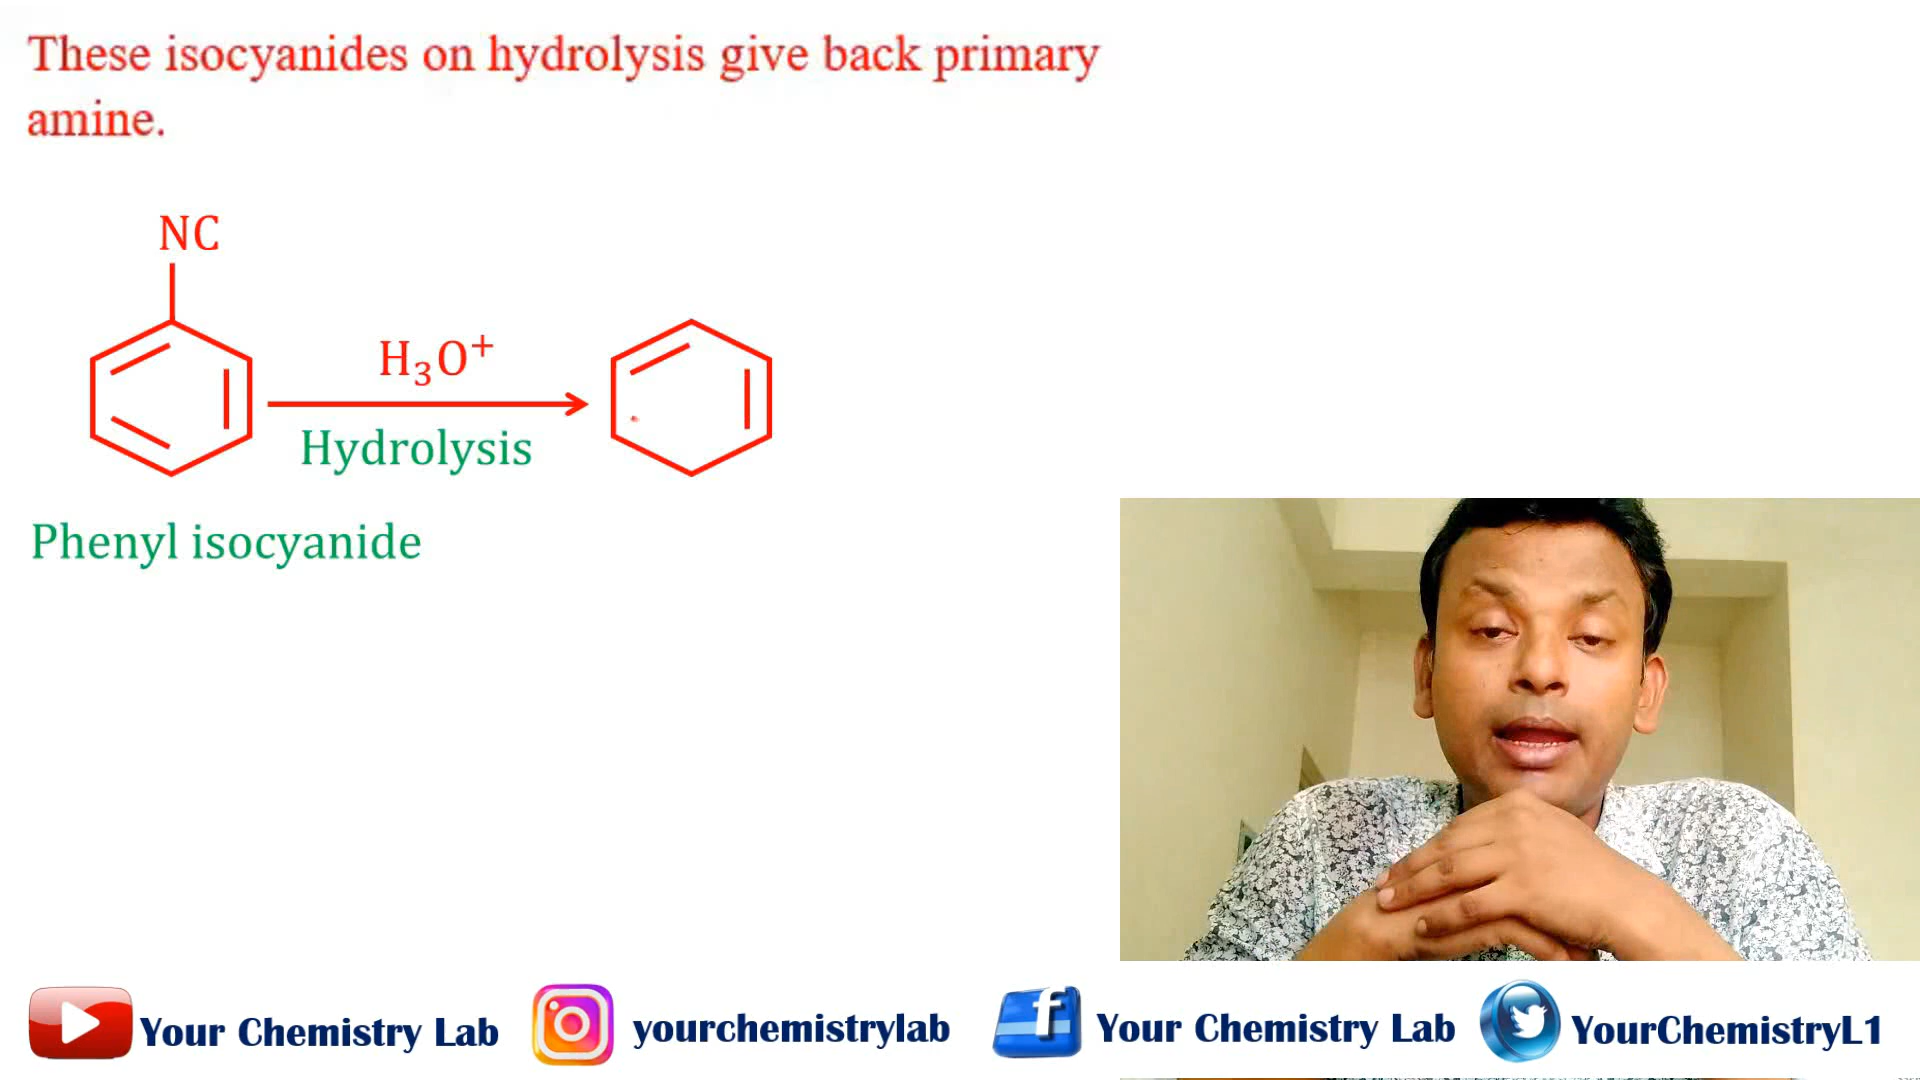 These isocyanides on hydrolysis give back primary
amine.
NC
H₃O⁺
Hydrolysis
Phenyl isocyanide
Your Chemistry Lab
yourchemistrylab
f
Your Chemistry Lab
YourChemistryL1